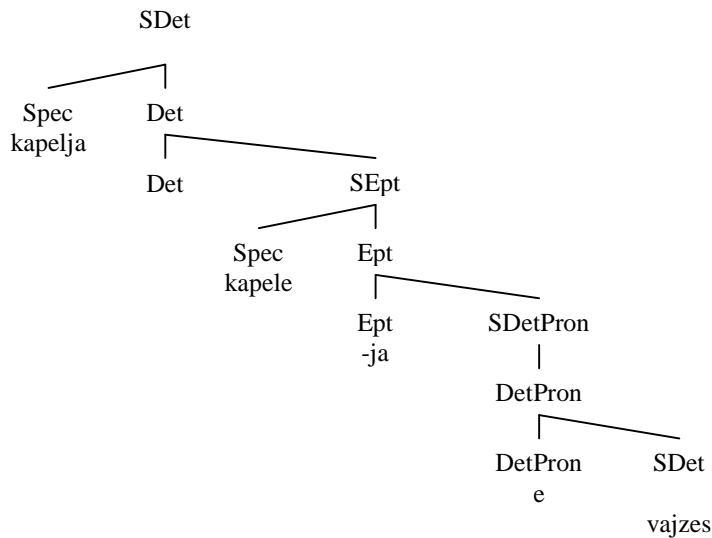 SDet
Spec Det
kapelja
Det SEpt
Spec Ept
kapele
Ept SDetPron
-ja
DetPron
DetPron SDet
e
vajzes